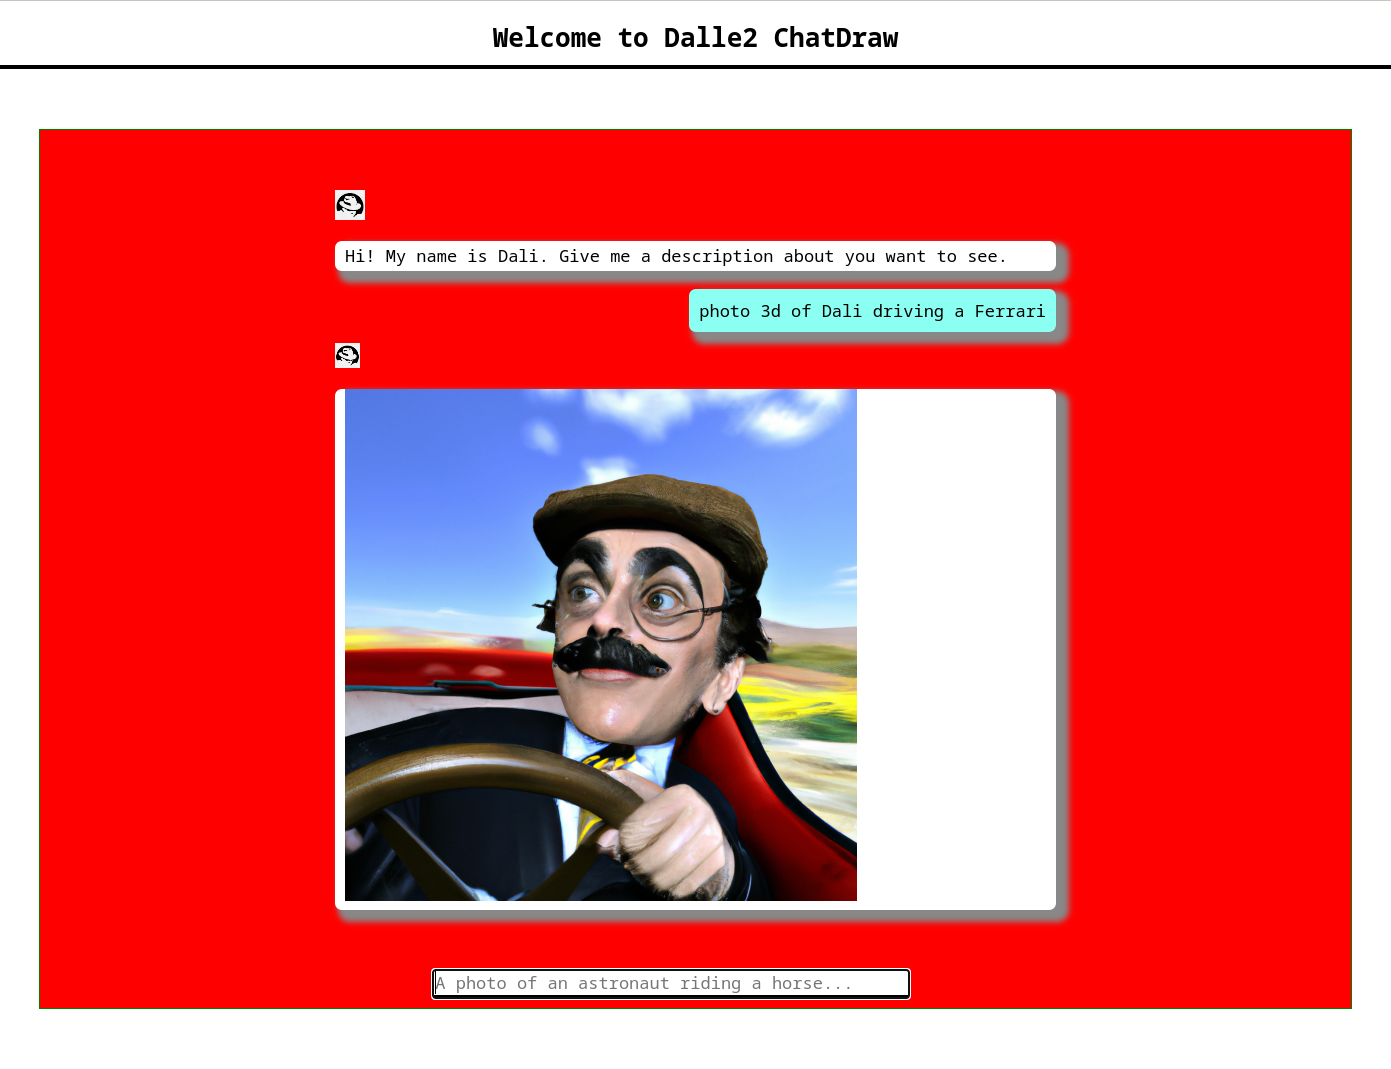 Welcome to Dalle2 ChatDraw
Hi! My name is Dali. Give me a description about you want to see.
photo 3d of Dali driving a Ferrari
A photo of an astronaut riding a horse...